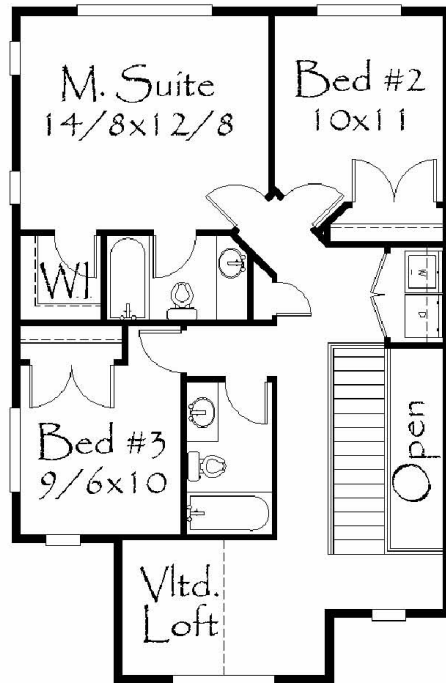 M. Suite
14/8x12/8
Bed #2
10x11
WI
Bed #3
9/6x10
Open
Vltd.
Loft